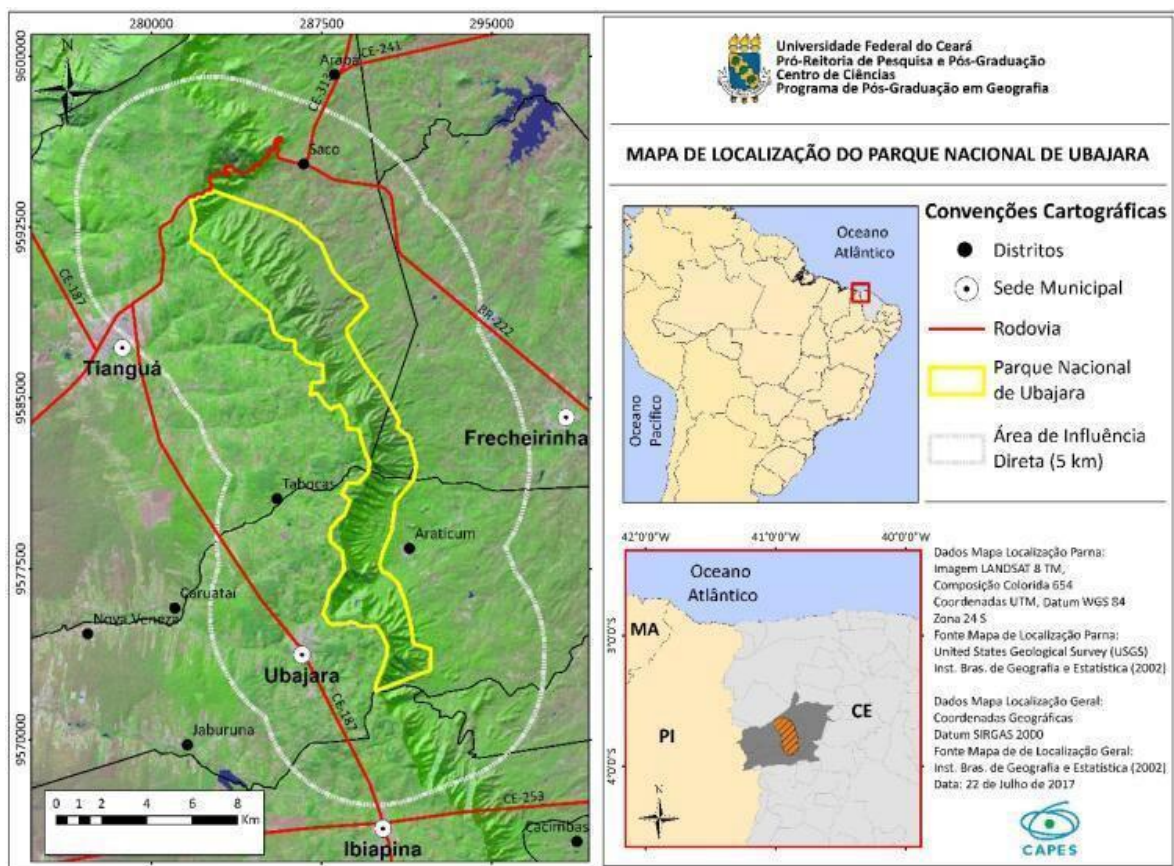 280000
287500
295000
N
9600000
9592500
9585000
9577500
9570000
CE-241
CE-313
Saco
CE-187
BR-222
Tianguá
Frecheirinha
Tabocas
Araticum
Caruataí
Nova Veneza
Ubajara
CE-187
Jaburuna
CE-253
Cacimbas
Ibiapina
0 1 2 4 6 8
Km
Universidade Federal do Ceará
Pró-Reitoria de Pesquisa e Pós-Graduação
Centro de Ciências
Programa de Pós-Graduação em Geografia
MAPA DE LOCALIZAÇÃO DO PARQUE NACIONAL DE UBAJARA
Oceano
Atlântico
Oceano
Pacífico
Convenções Cartográficas
Distritos
Sede Municipal
Rodovia
Parque Nacional
de Ubajara
Área de Influência
Direta (5 km)
42°0'0"W
41°0'0"W
40°0'0"W
Oceano
Atlântico
MA
PI
CE
3°0'0"S
4°0'0"S
Dados Mapa Localização Parna:
Imagem LANDSAT 8 TM,
Composição Colorida 654
Coordenadas UTM, Datum WGS 84
Zona 24 S
Fonte Mapa de Localização Parna:
United States Geological Survey (USGS)
Inst. Bras. de Geografia e Estatística (2002)
Dados Mapa Localização Geral:
Coordenadas Geográficas
Datum SIRGAS 2000
Fonte Mapa de de Localização Geral:
Inst. Bras. de Geografia e Estatística (2002)
Data: 22 de Julho de 2017
CAPES